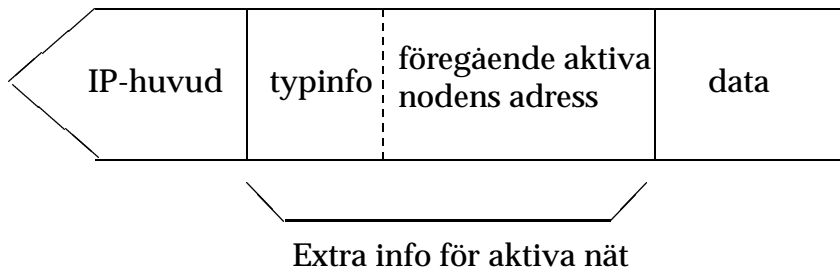 IP-huvud
typinfo
föregående aktiva
nodens adress
data
Extra info för aktiva nät